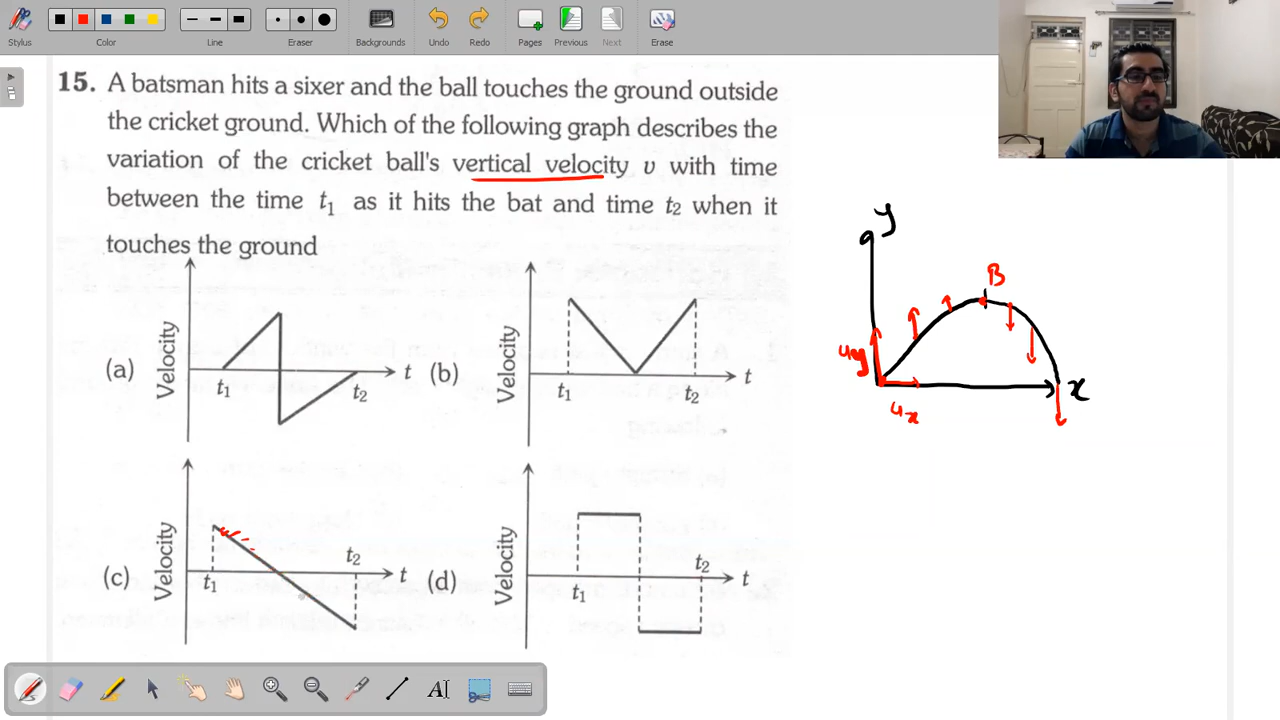 Stylus
Color
Line
Eraser
Backgrounds
Undo
Redo
Pages
Previous
Next
Erase
15. A batsman hits a sixer and the ball touches the ground outside
the cricket ground. Which of the following graph describes the
variation of the cricket ball's vertical velocity v with time
between the time t₁ as it hits the bat and time t₂ when it
touches the ground
(a) Velocity t₁ t₂ t
(b) Velocity t₁ t₂ t
(c) Velocity t₁ t₂ t
(d) Velocity t₁ t₂ t
y
B
uy
ux
x
A